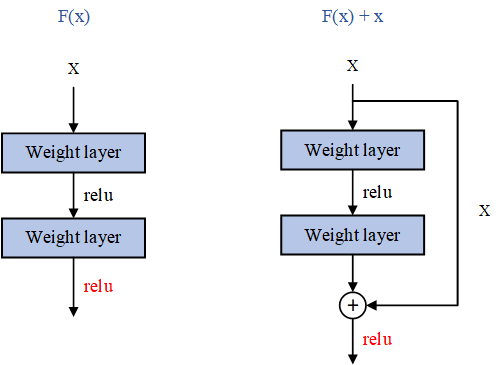 F(x)
X
Weight layer
relu
Weight layer
relu
F(x) + x
X
Weight layer
relu
Weight layer
X
+
relu